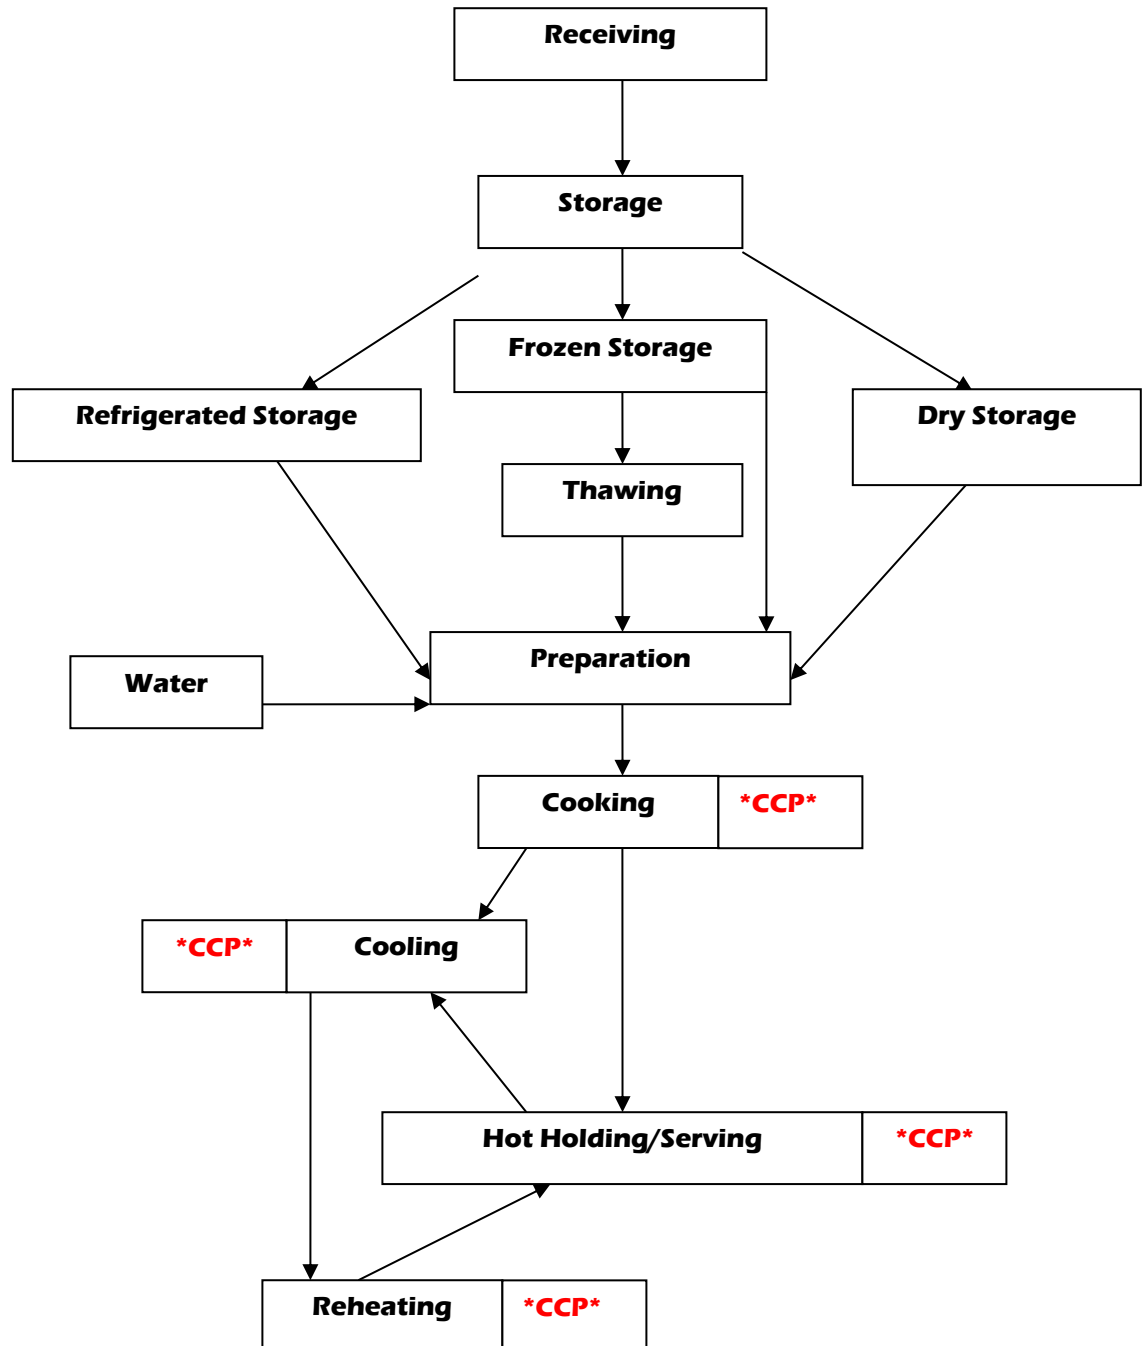 Receiving
Storage
Frozen Storage
Refrigerated Storage
Dry Storage
Thawing
Preparation
Water
Cooking
*CCP*
*CCP*
Cooling
Hot Holding/Serving
*CCP*
Reheating
*CCP*